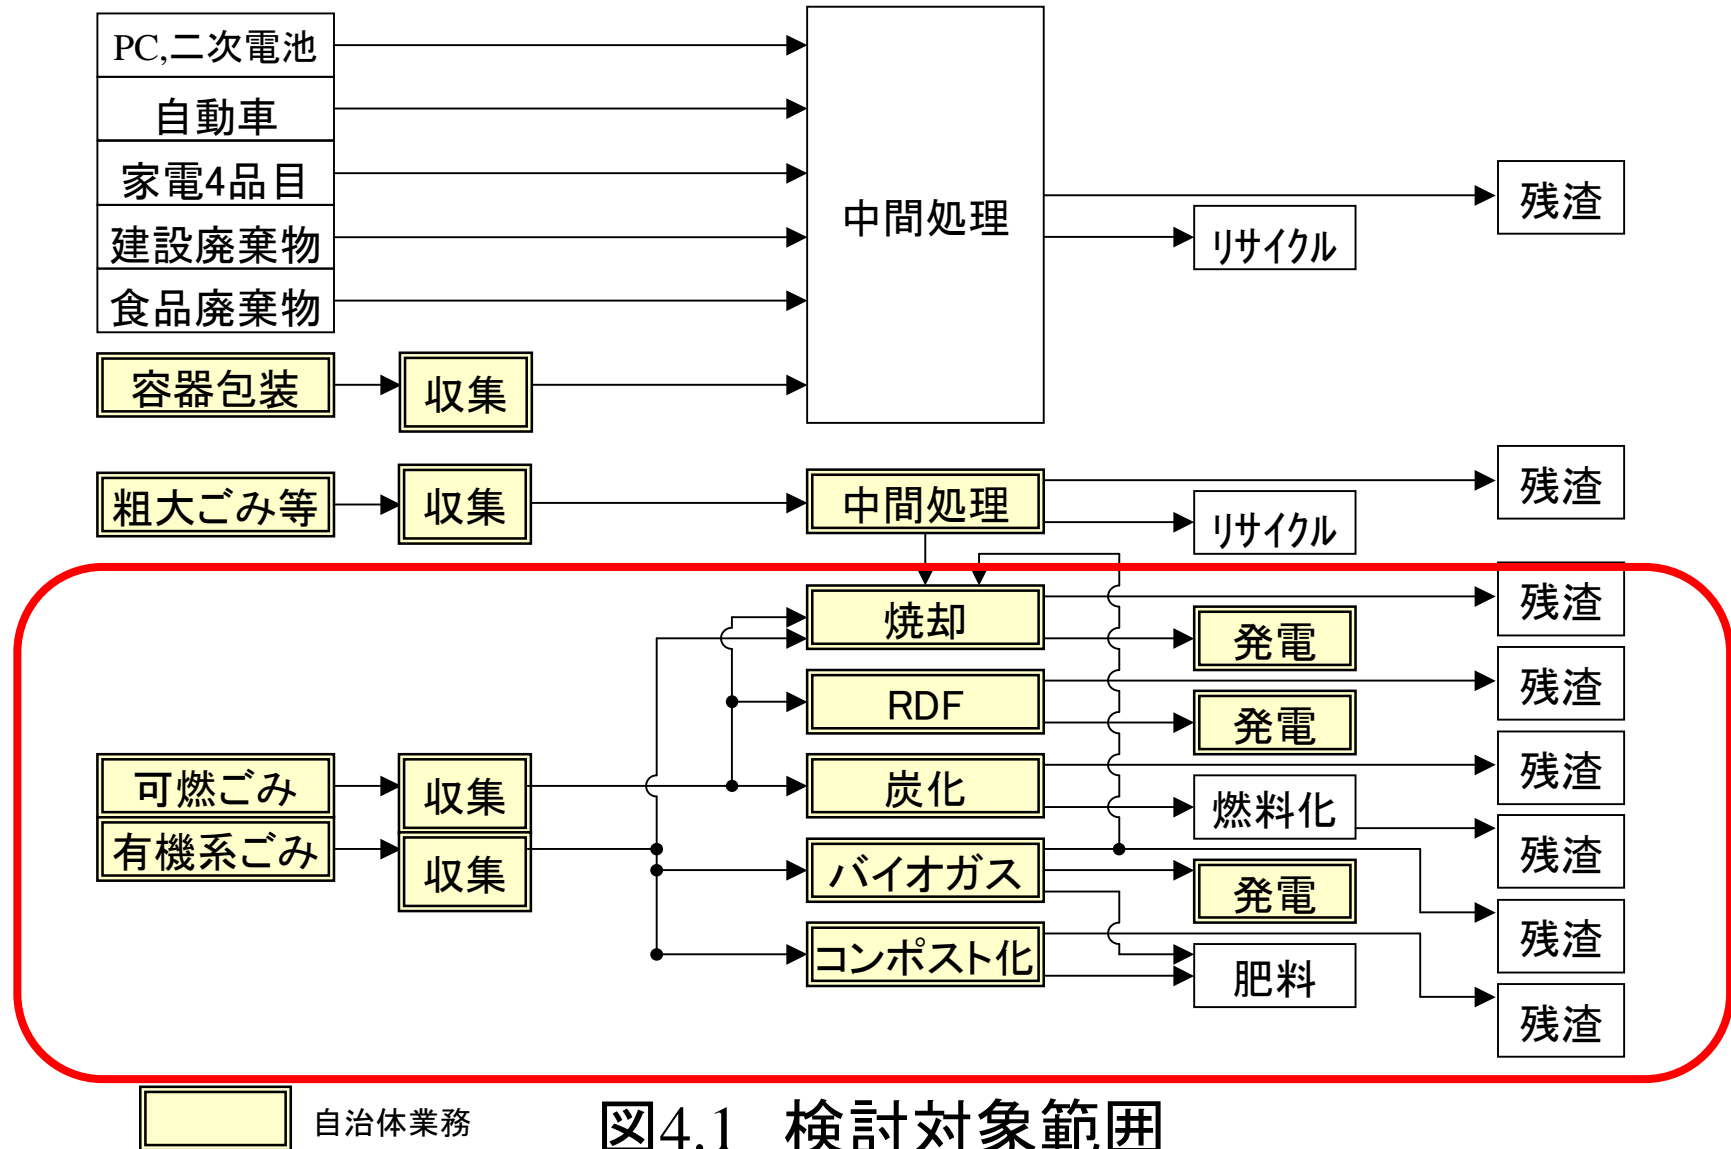 PC,二次電池
自動車
家電4品目
建設廃棄物
食品廃棄物
中間処理
残渣
リサイクル
容器包装
収集
粗大ごみ等
収集
中間処理
残渣
リサイクル
焼却
残渣
発電
RDF
残渣
発電
可燃ごみ
収集
炭化
残渣
燃料化
有機系ごみ
収集
バイオガス
残渣
発電
コンポスト化
残渣
肥料
残渣
自治体業務
図4.1 検討対象範囲